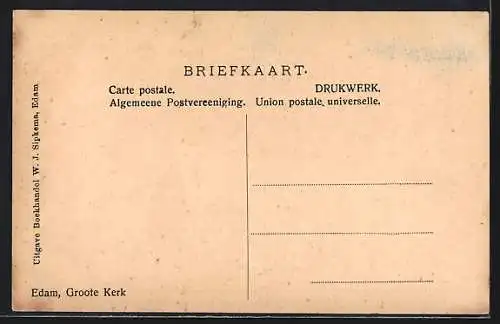 BRIEFKAART.
Carte postale. DRUKWERK.
Algemeene Postvereeniging. Union postale universelle.
Uitgave Boekhandel W. J. Sipkema, Edam.
Edam, Groote Kerk